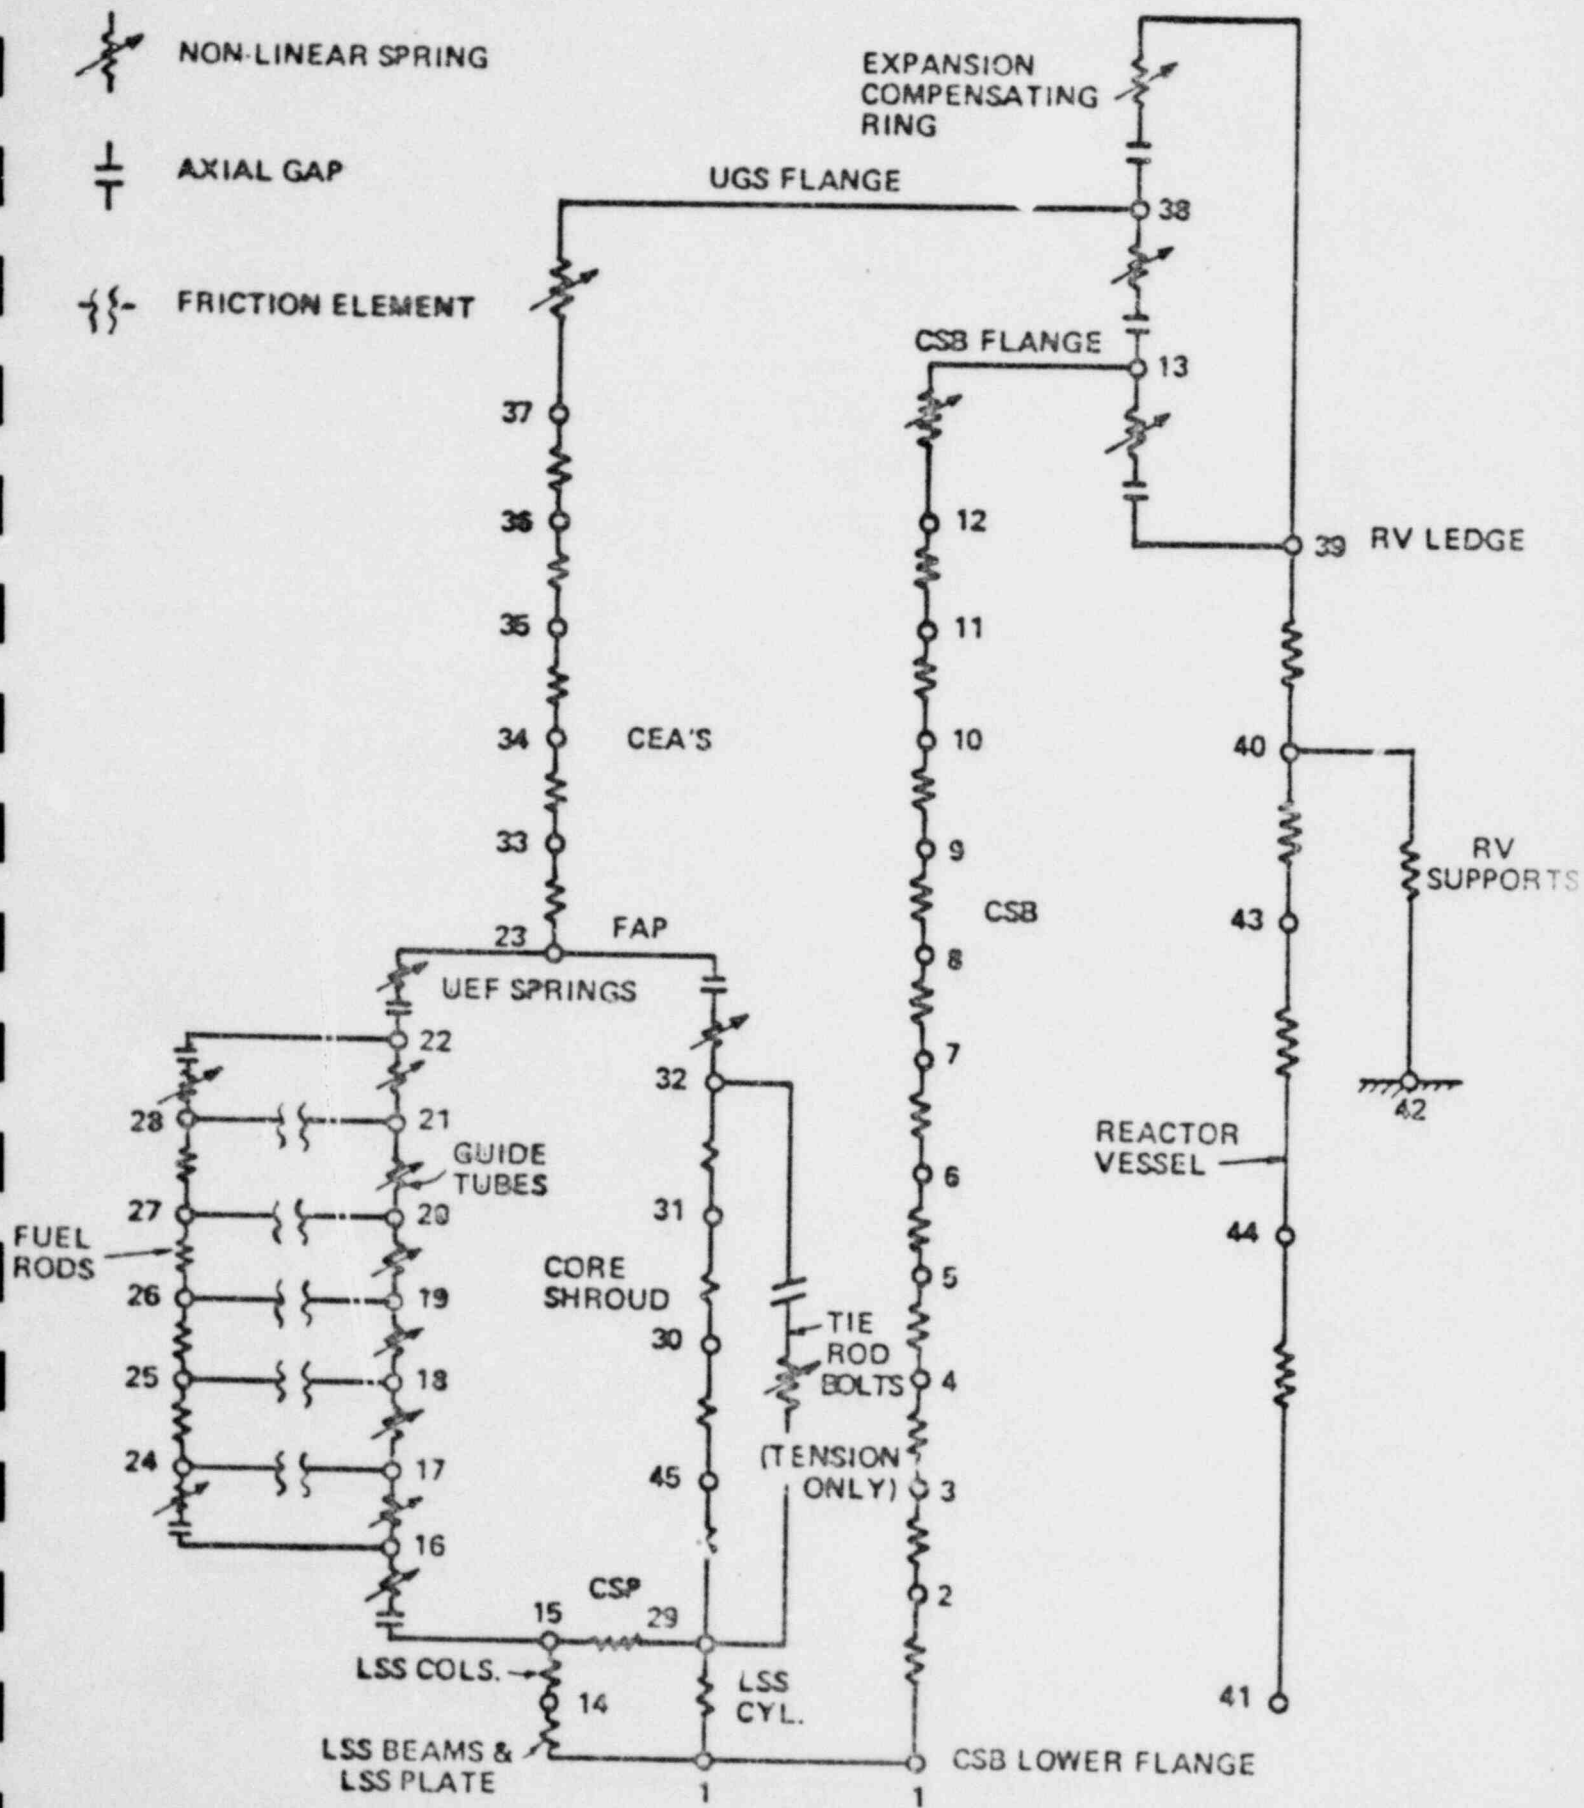 NON-LINEAR SPRING
AXIAL GAP
FRICTION ELEMENT
EXPANSION
COMPENSATING
RING
UGS FLANGE
38
CSB FLANGE
13
37
36
12
39 RV LEDGE
35
11
34
CEA'S
10
40
33
9
RV
SUPPORTS
CSB
43
23
FAP
8
UEF SPRINGS
22
7
32
42
28
21
REACTOR
VESSEL
GUIDE
TUBES
6
27
20
31
FUEL
RODS
44
CORE
SHROUD
5
26
19
30
TIE
ROD
BOLTS
25
18
4
24
17
45
(TENSION
ONLY)
3
16
2
CSP
15
29
LSS COLS.
14
LSS
CYL.
41
LSS BEAMS &
LSS PLATE
1
1
CSB LOWER FLANGE